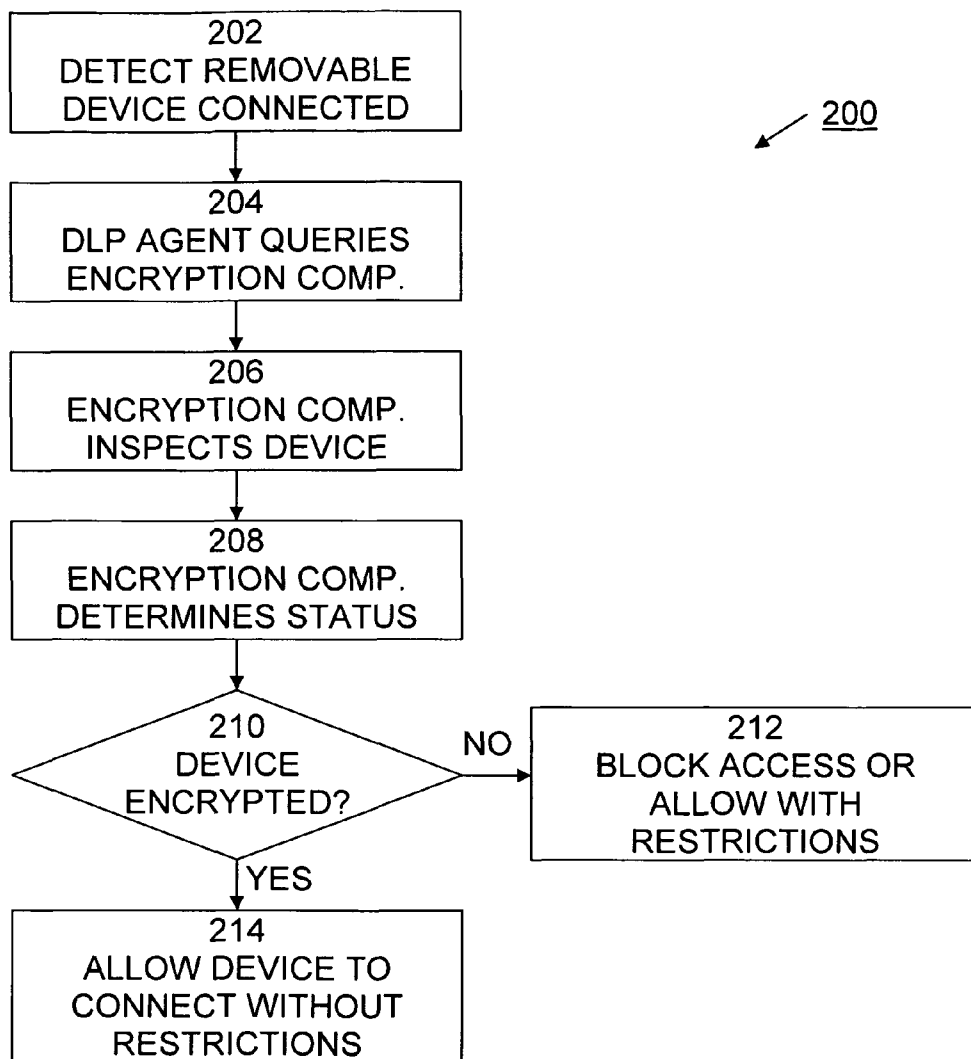 202
DETECT REMOVABLE
DEVICE CONNECTED
200
204
DLP AGENT QUERIES
ENCRYPTION COMP.
206
ENCRYPTION COMP.
INSPECTS DEVICE
208
ENCRYPTION COMP.
DETERMINES STATUS
210
DEVICE
ENCRYPTED?
NO
212
BLOCK ACCESS OR
ALLOW WITH
RESTRICTIONS
YES
214
ALLOW DEVICE TO
CONNECT WITHOUT
RESTRICTIONS